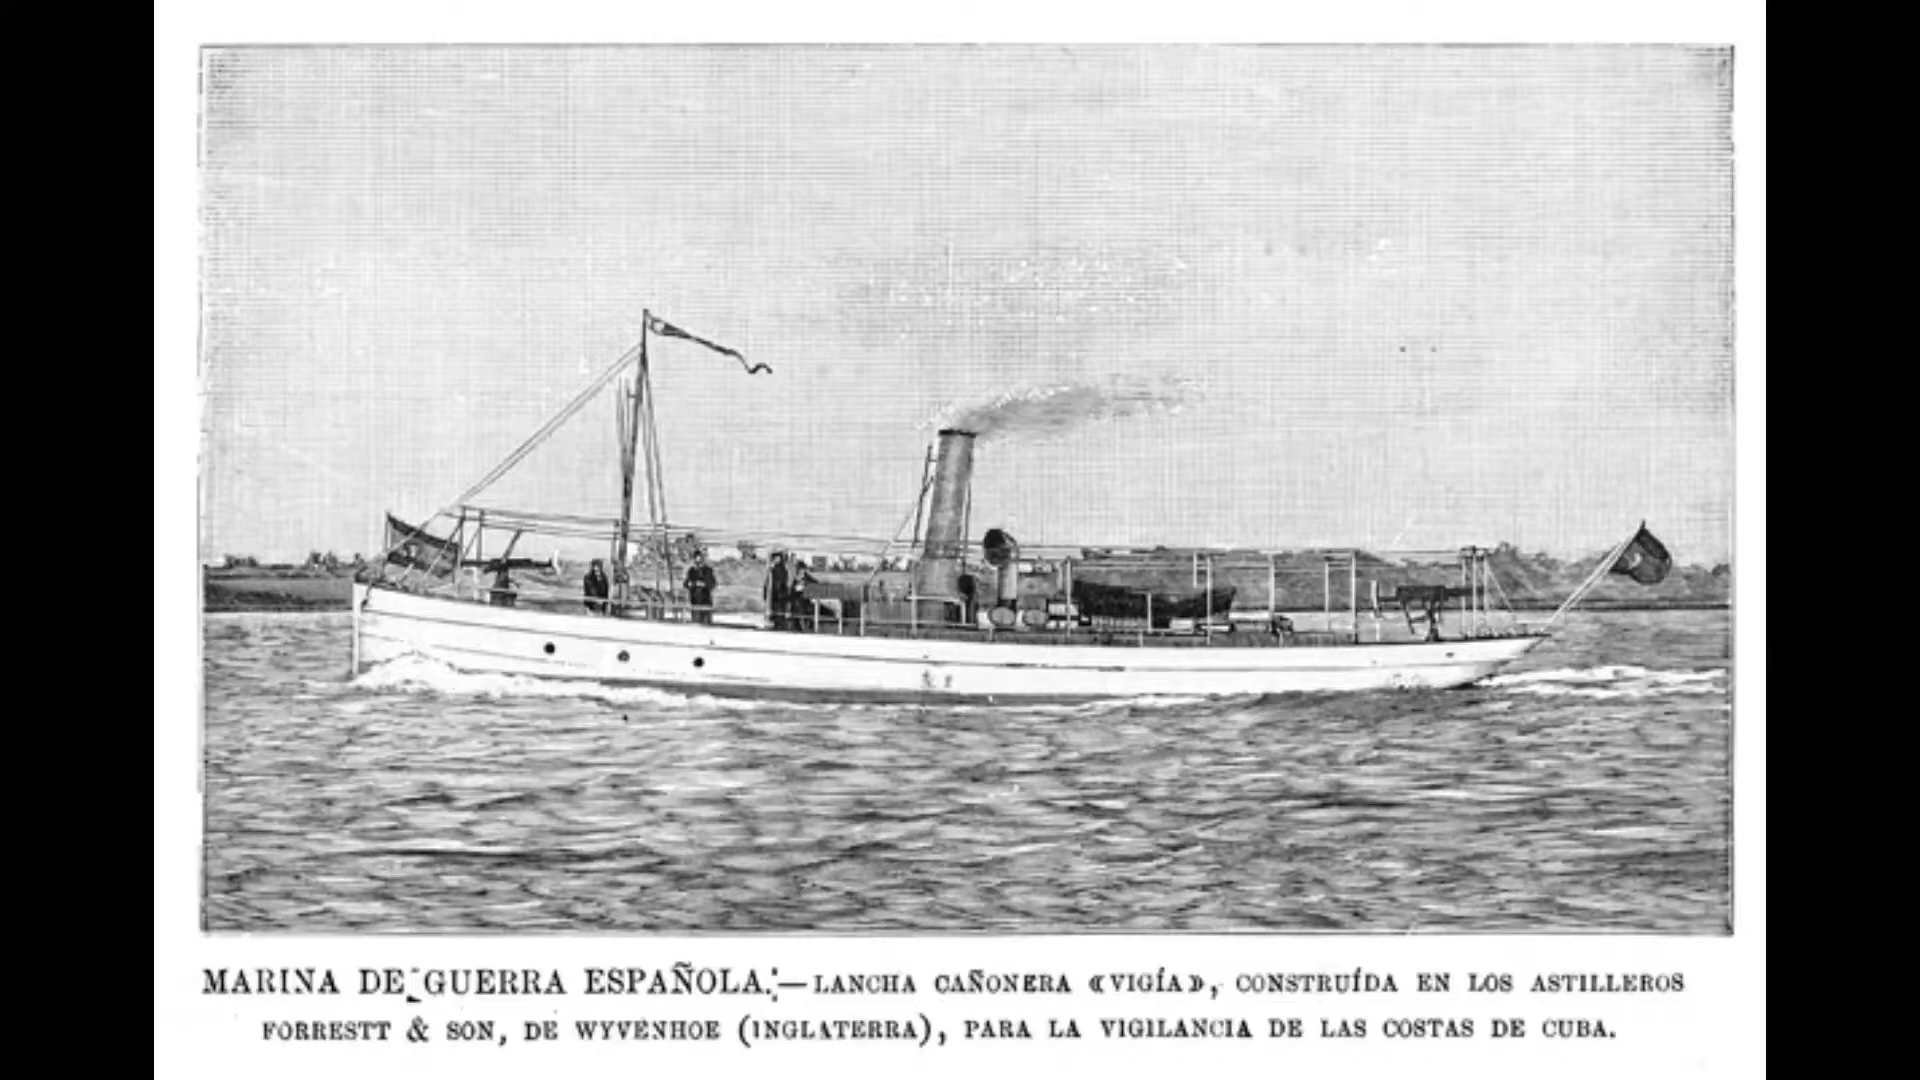 MARINA DE GUERRA ESPAÑOLA.—LANCHA CAÑONERA «VIGÍA», CONSTRUÍDA EN LOS ASTILLEROS
FORRESTT & SON, DE WYVENHOE (INGLATERRA), PARA LA VIGILANCIA DE LAS COSTAS DE CUBA.